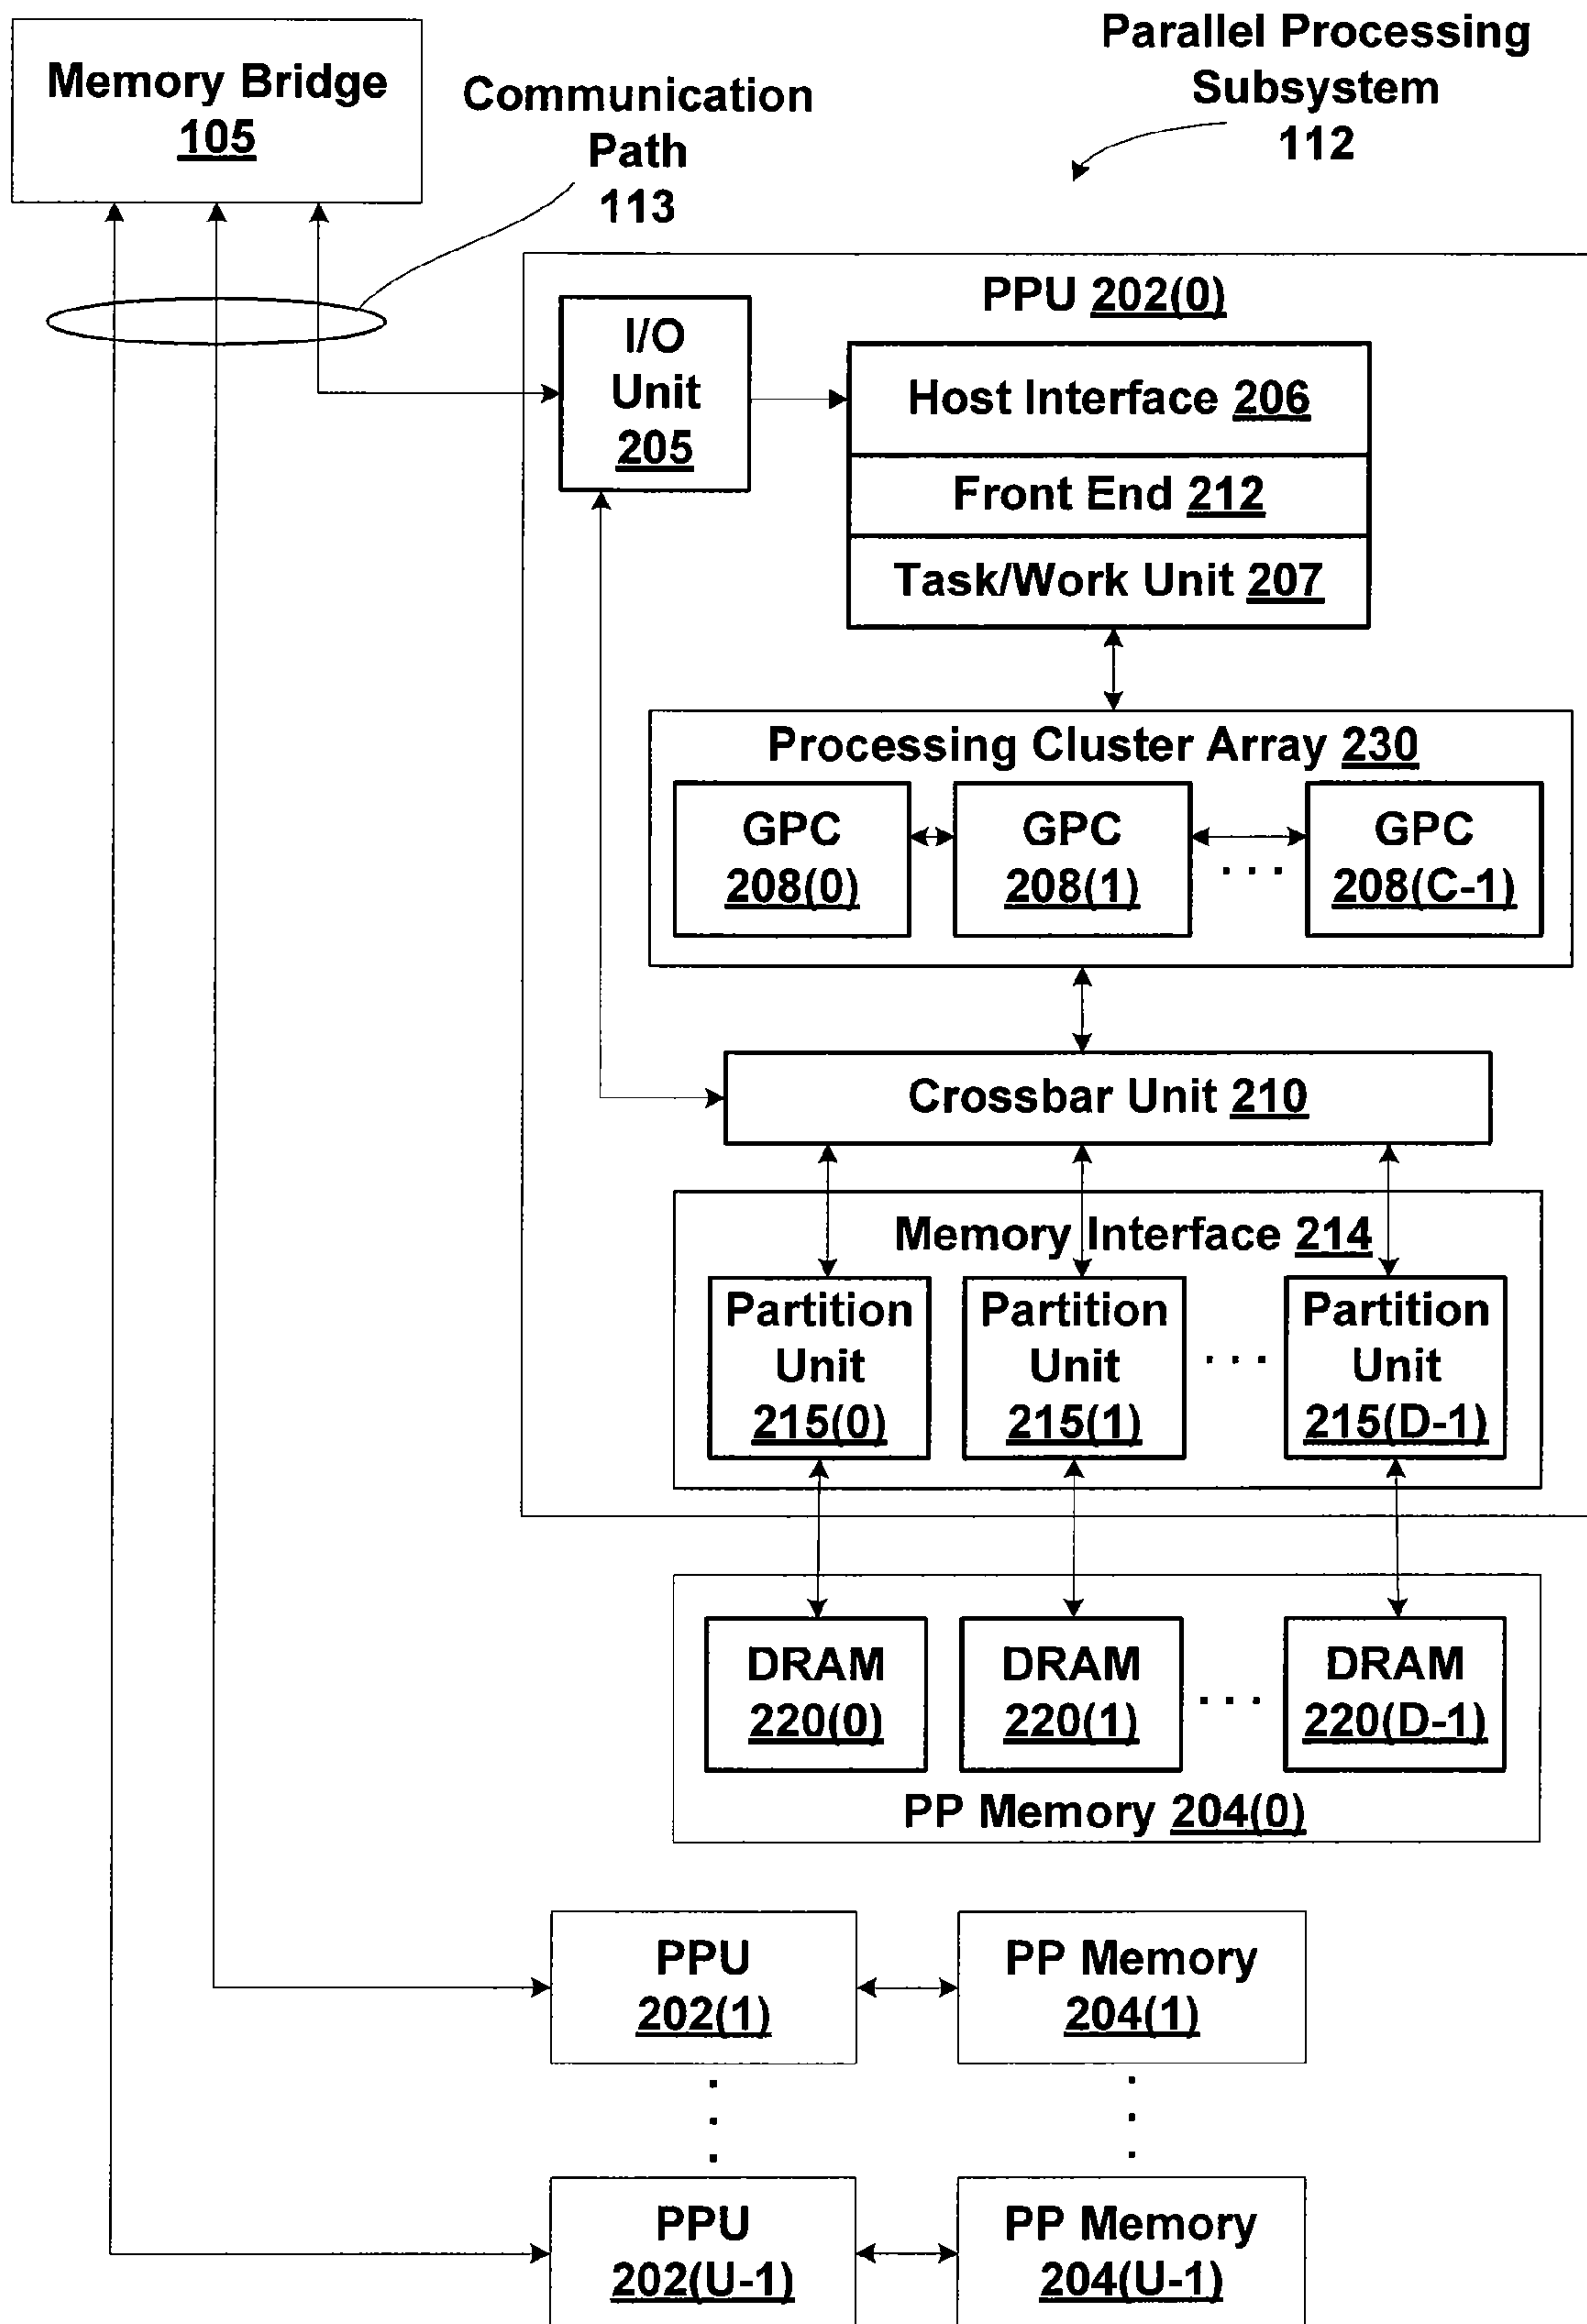 Memory Bridge
105
Communication
Path
113
Parallel Processing
Subsystem
112
PPU 202(0)
I/O
Unit
205
Host Interface 206
Front End 212
Task/Work Unit 207
Processing Cluster Array 230
GPC
208(0)
GPC
208(1)
. . .
GPC
208(C-1)
Crossbar Unit 210
Memory Interface 214
Partition
Unit
215(0)
Partition
Unit
215(1)
. . .
Partition
Unit
215(D-1)
DRAM
220(0)
DRAM
220(1)
. . .
DRAM
220(D-1)
PP Memory 204(0)
PPU
202(1)
PP Memory
204(1)
PPU
202(U-1)
PP Memory
204(U-1)